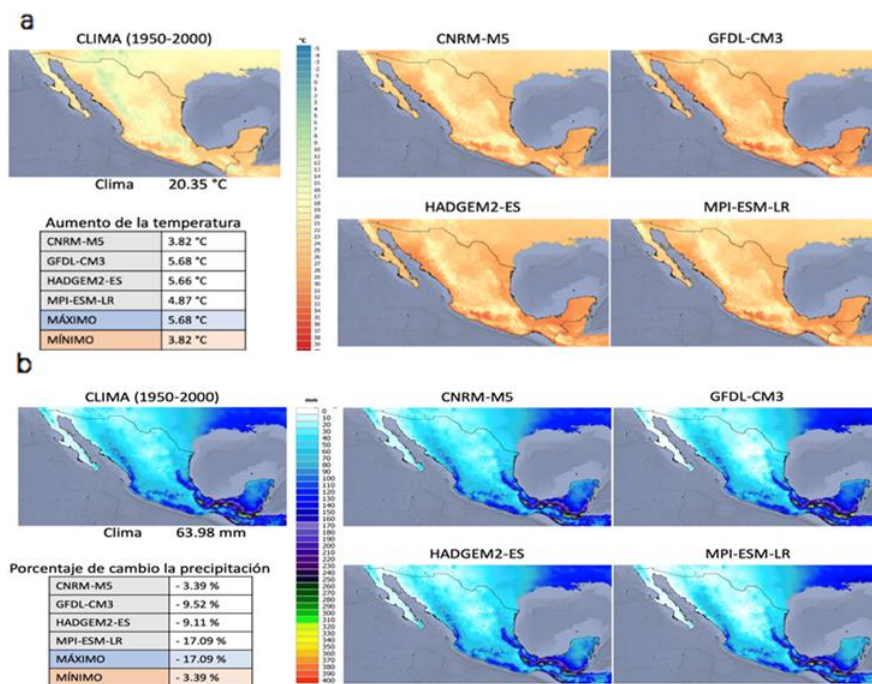 a
CLIMA (1950-2000)
Clima 20.35 °C
Aumento de la temperatura
CNRM-M5 3.82 °C
GFDL-CM3 5.68 °C
HADGEM2-ES 5.66 °C
MPI-ESM-LR 4.87 °C
MÁXIMO 5.68 °C
MÍNIMO 3.82 °C
°C
CNRM-M5
GFDL-CM3
HADGEM2-ES
MPI-ESM-LR
b
CLIMA (1950-2000)
Clima 63.98 mm
Porcentaje de cambio la precipitación
CNRM-M5 - 3.39 %
GFDL-CM3 - 9.52 %
HADGEM2-ES - 9.11 %
MPI-ESM-LR - 17.09 %
MÁXIMO - 17.09 %
MÍNIMO - 3.39 %
mm
0
10
20
30
40
50
60
70
80
90
100
110
120
130
140
150
160
170
180
190
200
210
220
230
240
250
260
270
280
290
300
310
320
330
340
350
360
370
380
390
400
CNRM-M5
GFDL-CM3
HADGEM2-ES
MPI-ESM-LR